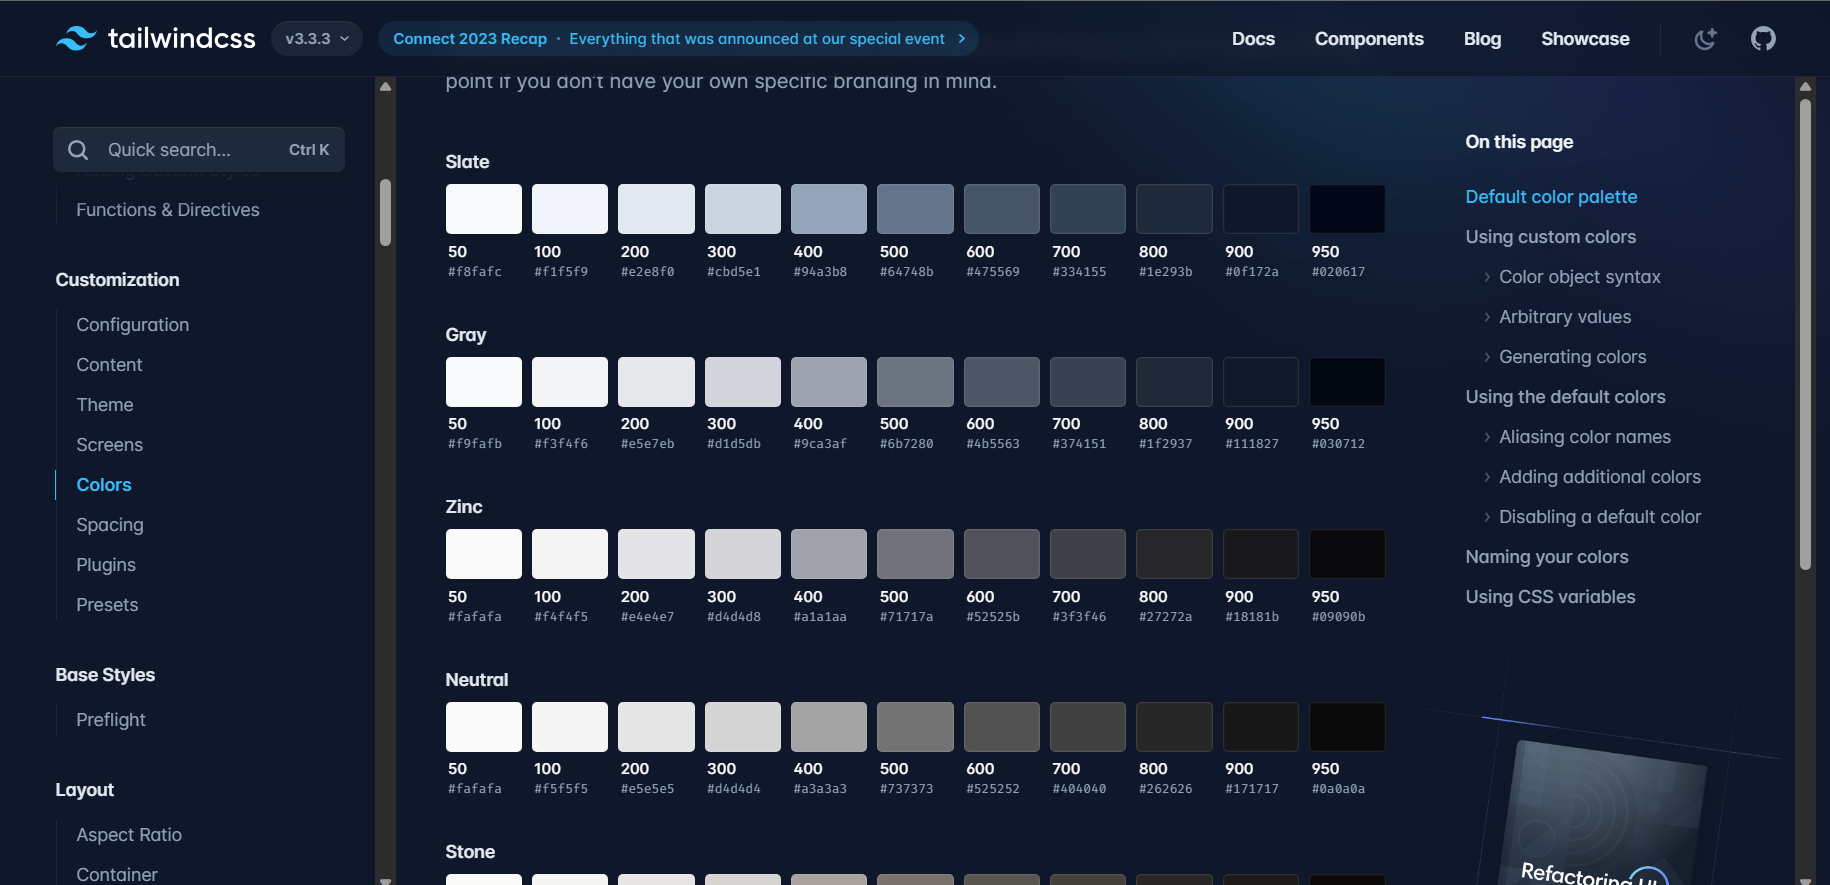 tailwindcss
v3.3.3
Connect 2023 Recap · Everything that was announced at our special event
Docs
Components
Blog
Showcase
Quick search...
Ctrl K
Adding Custom Styles
Functions & Directives
Customization
Configuration
Content
Theme
Screens
Colors
Spacing
Plugins
Presets
Base Styles
Preflight
Layout
Aspect Ratio
Container
point if you don't have your own specific branding in mind.
Slate
50 100 200 300 400 500 600 700 800 900 950
#f8fafc #f1f5f9 #e2e8f0 #cbd5e1 #94a3b8 #64748b #475569 #334155 #1e293b #0f172a #020617
Gray
50 100 200 300 400 500 600 700 800 900 950
#f9fafb #f3f4f6 #e5e7eb #d1d5db #9ca3af #6b7280 #4b5563 #374151 #1f2937 #111827 #030712
Zinc
50 100 200 300 400 500 600 700 800 900 950
#fafafa #f4f4f5 #e4e4e7 #d4d4d8 #a1a1aa #71717a #52525b #3f3f46 #27272a #18181b #09090b
Neutral
50 100 200 300 400 500 600 700 800 900 950
#fafafa #f5f5f5 #e5e5e5 #d4d4d4 #a3a3a3 #737373 #525252 #404040 #262626 #171717 #0a0a0a
Stone
On this page
Default color palette
Using custom colors
Color object syntax
Arbitrary values
Generating colors
Using the default colors
Aliasing color names
Adding additional colors
Disabling a default color
Naming your colors
Using CSS variables
Refactoring UI